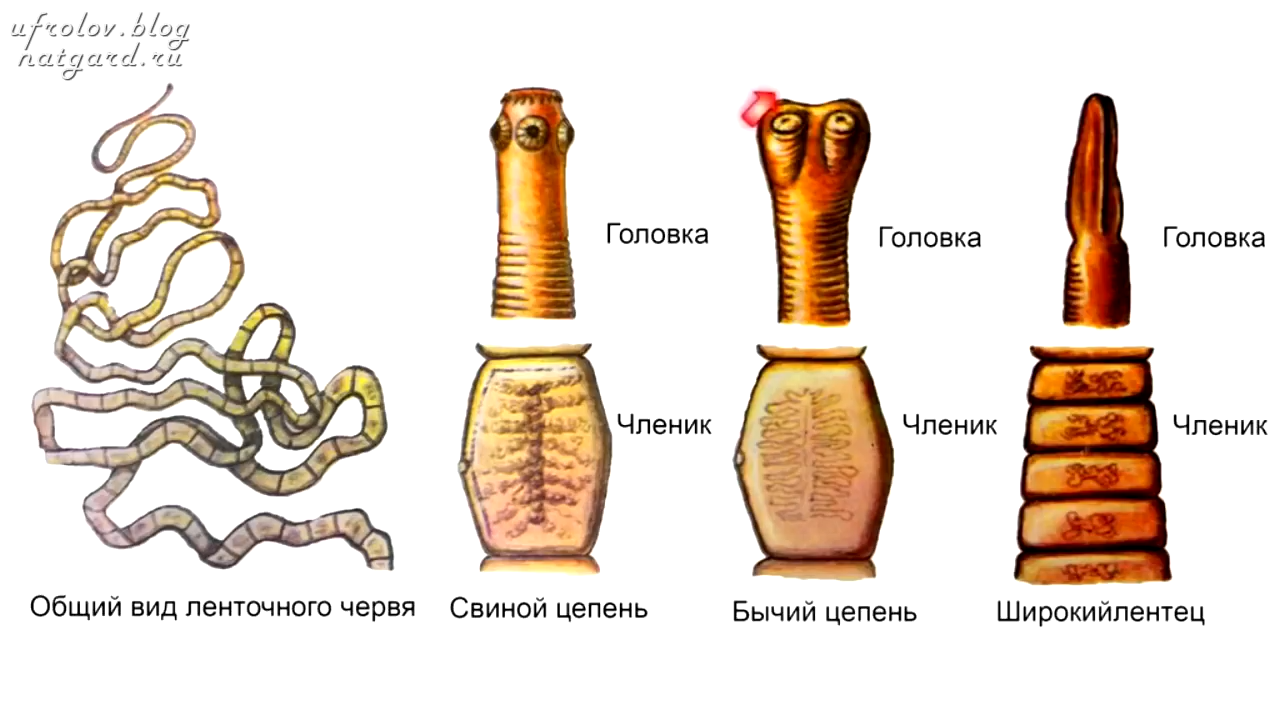 ufrolov.blog
natgard.ru
Головка
Головка
Головка
Членик
Членик
Членик
Общий вид ленточного червя
Свиной цепень
Бычий цепень
Широкийлентец